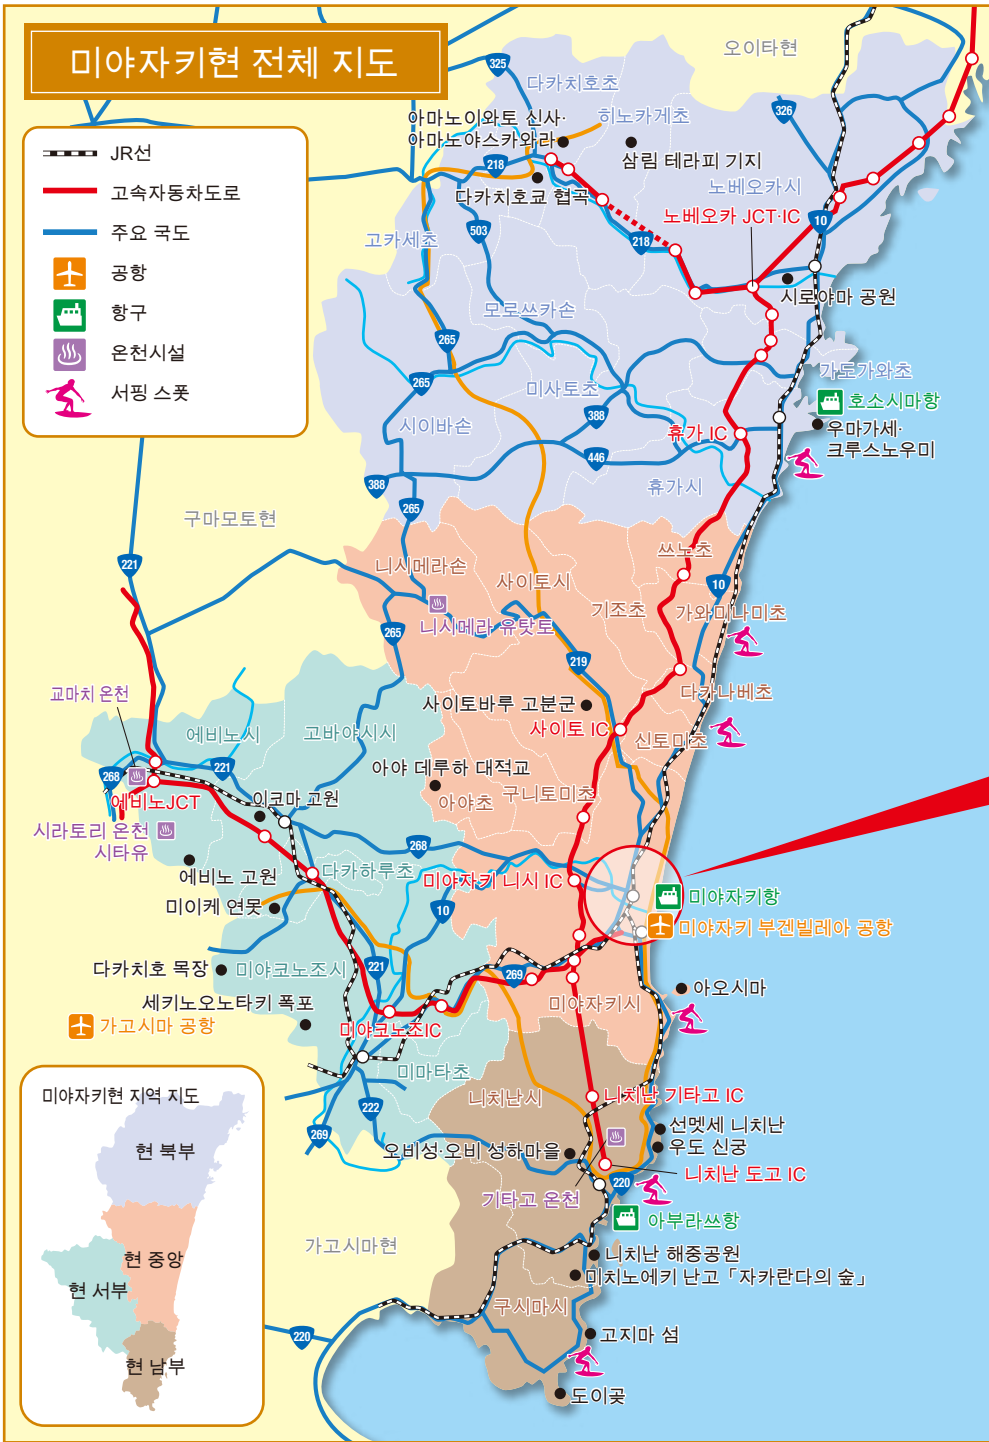 미야자키현 전체 지도
JR선
고속자동차도로
주요 국도
공항
항구
온천시설
서핑 스폿
오이타현
325
다카치호초
326
아마노이와토 신사·
아마노야스카와라
히노카게초
삼림 테라피 기지
218
다카치호쿄 협곡
노베오카시
노베오카 JCT·IC
10
503
218
고카세초
시로야마 공원
모로쓰카손
265
265
미사토초
가도가와초
호소시마항
388
시이바손
휴가 IC
우마가세·
크루스노우미
446
388
휴가시
265
구마모토현
221
쓰노초
니시메라손
사이토시
10
기조초
가와미나미초
니시메라 유탓토
265
219
교마치 온천
다카나베초
사이토바루 고분군
에비노시
고바야시시
사이토 IC
신토미초
221
268
아야 데루하 대적교
에비노JCT
이코마 고원
아야초
구니토미초
시라토리 온천
시타유
268
에비노 고원
다카하루초
미야자키 니시 IC
미야자키항
미이케 연못
10
미야자키 부겐빌레아 공항
다카치호 목장
미야코노조시
221
269
아오시마
세키노오노타키 폭포
미야자키시
가고시마 공항
미야코노조IC
미마타초
니치난시
니치난 기타고 IC
미야자키현 지역 지도
222
선멧세 니치난
269
오비성·오비 성하마을
우도 신궁
현 북부
니치난 도고 IC
220
기타고 온천
아부라쓰항
가고시마현
니치난 해중공원
현 중앙
미치노에키 난고「자카란다의 숲」
현 서부
구시마시
220
고지마 섬
현 남부
도이곶